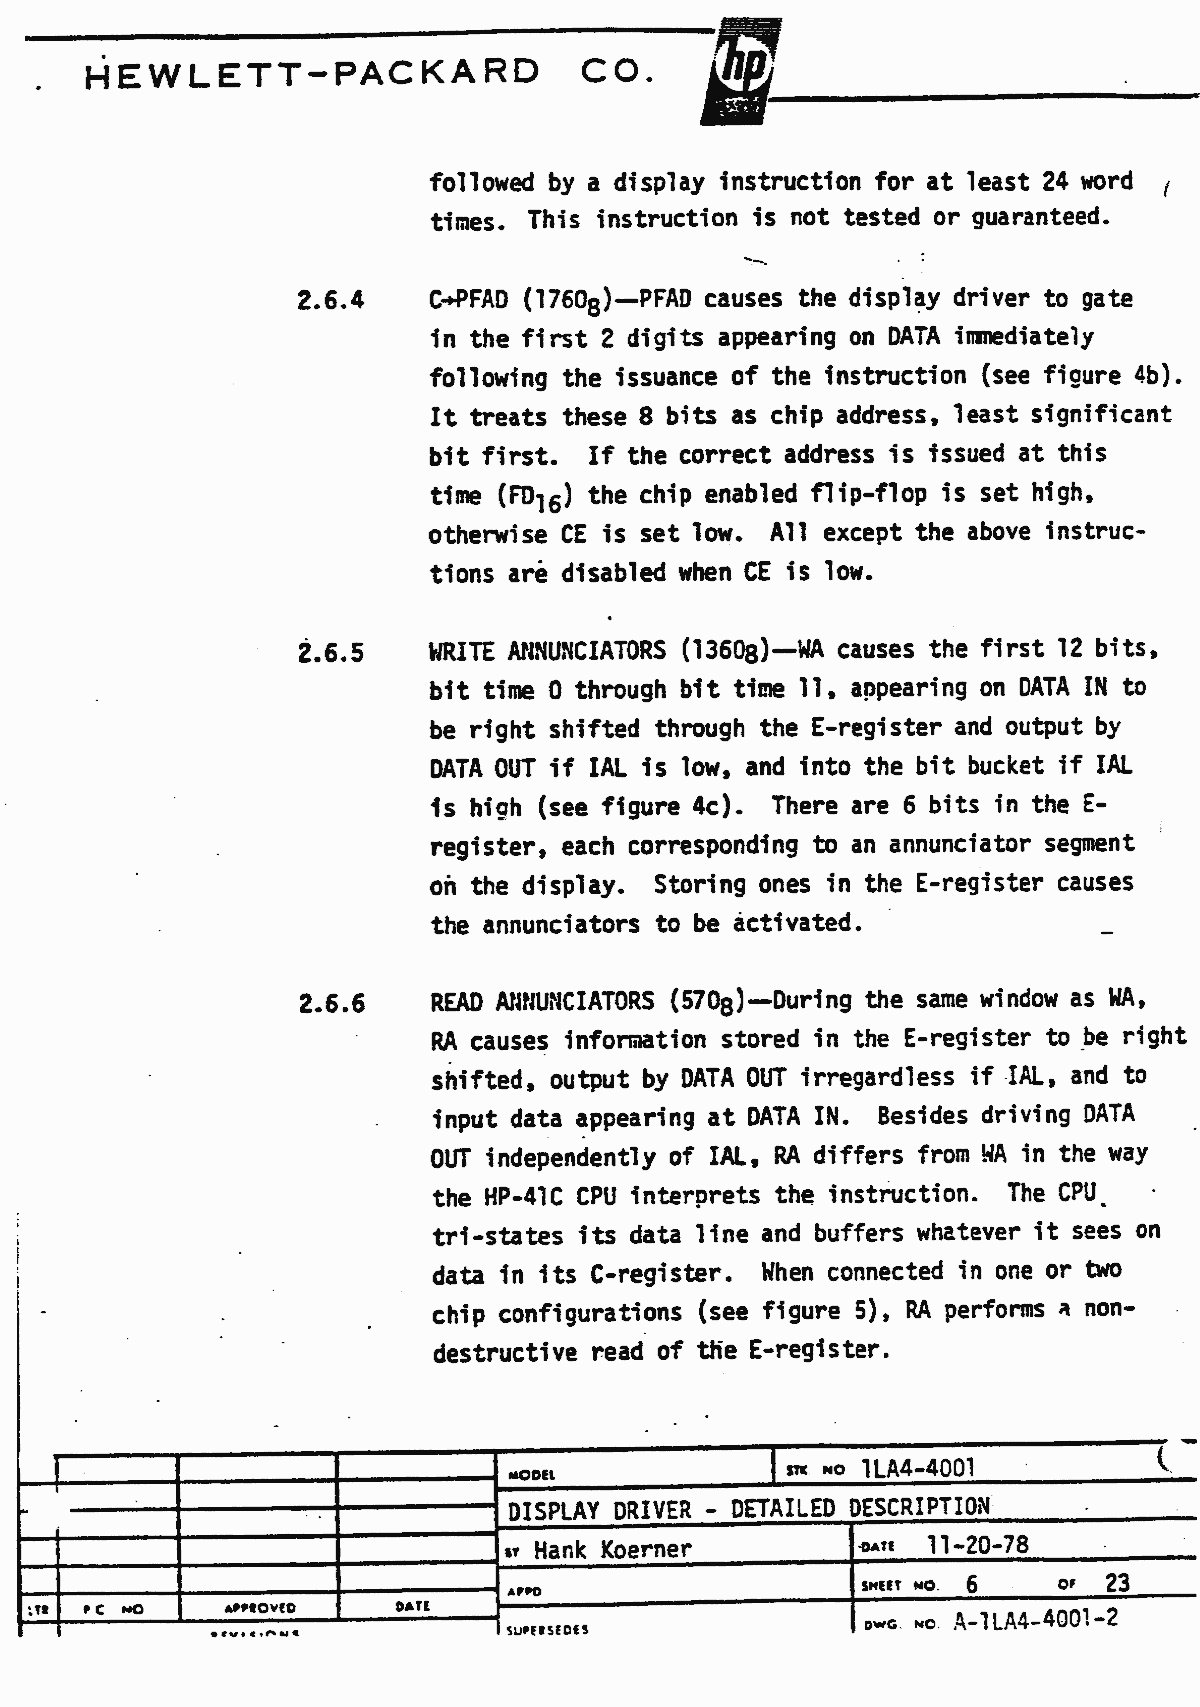 HEWLETT-PACKARD CO.
hp
followed by a display instruction for at least 24 word
times. This instruction is not tested or guaranteed.
2.6.4 C→PFAD (1760₈)—PFAD causes the display driver to gate
in the first 2 digits appearing on DATA immediately
following the issuance of the instruction (see figure 4b).
It treats these 8 bits as chip address, least significant
bit first. If the correct address is issued at this
time (FD₁₆) the chip enabled flip-flop is set high,
otherwise CE is set low. All except the above instruc-
tions are disabled when CE is low.
2.6.5 WRITE ANNUNCIATORS (1360₈)—WA causes the first 12 bits,
bit time 0 through bit time 11, appearing on DATA IN to
be right shifted through the E-register and output by
DATA OUT if IAL is low, and into the bit bucket if IAL
is high (see figure 4c). There are 6 bits in the E-
register, each corresponding to an annunciator segment
on the display. Storing ones in the E-register causes
the annunciators to be activated.
2.6.6 READ ANNUNCIATORS (570₈)—During the same window as WA,
RA causes information stored in the E-register to be right
shifted, output by DATA OUT irregardless if IAL, and to
input data appearing at DATA IN. Besides driving DATA
OUT independently of IAL, RA differs from WA in the way
the HP-41C CPU interprets the instruction. The CPU
tri-states its data line and buffers whatever it sees on
data in its C-register. When connected in one or two
chip configurations (see figure 5), RA performs a non-
destructive read of the E-register.
MODEL STK NO 1LA4-4001
DISPLAY DRIVER - DETAILED DESCRIPTION
BY Hank Koerner DATE 11-20-78
APPD SHEET NO. 6 OF 23
LTR PC NO APPROVED DATE
REVISIONS SUPERSEDES DWG. NO. A-1LA4-4001-2